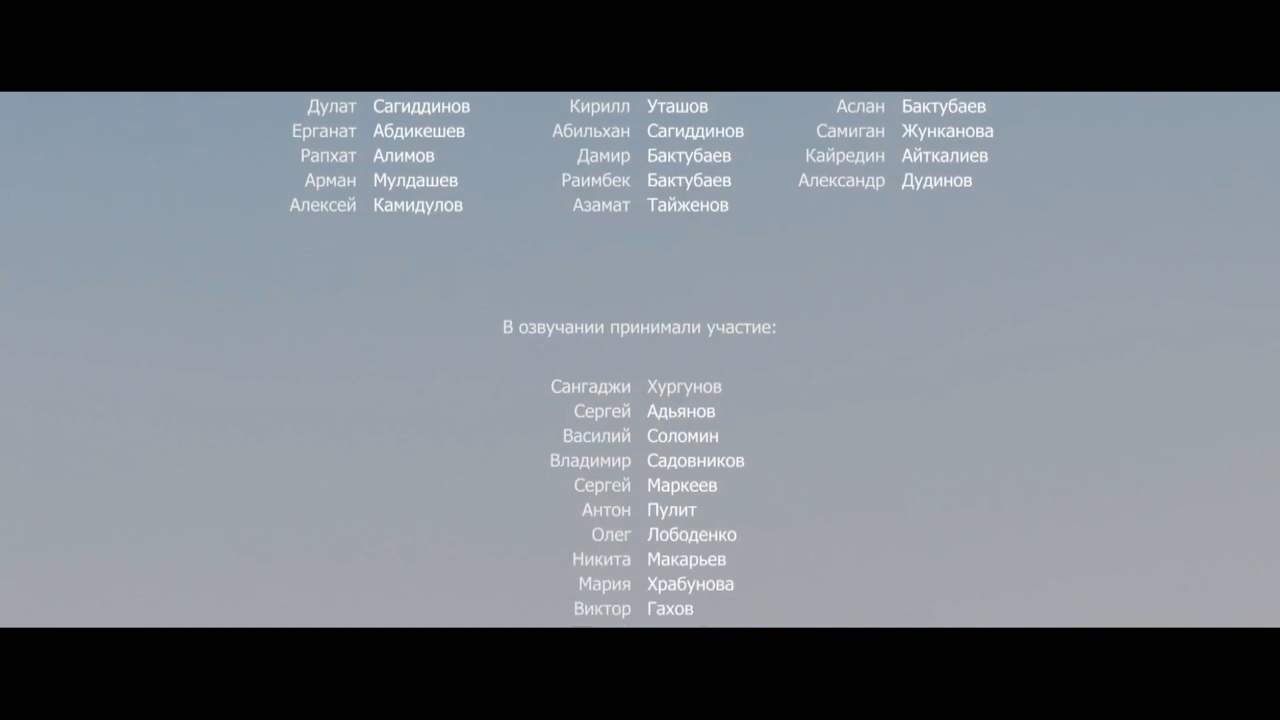 Дулат Сагиддинов Кирилл Уташов Аслан Бактубаев
Ерганат Абдикешев Абильхан Сагиддинов Самиган Жунканова
Рапхат Алимов Дамир Бактубаев Кайредин Айткалиев
Арман Мулдашев Раимбек Бактубаев Александр Дудинов
Алексей Камидулов Азамат Тайженов
В озвучании принимали участие:
Сангаджи Хургунов
Сергей Адьянов
Василий Соломин
Владимир Садовников
Сергей Маркеев
Антон Пулит
Олег Лободенко
Никита Макарьев
Мария Храбунова
Виктор Гахов